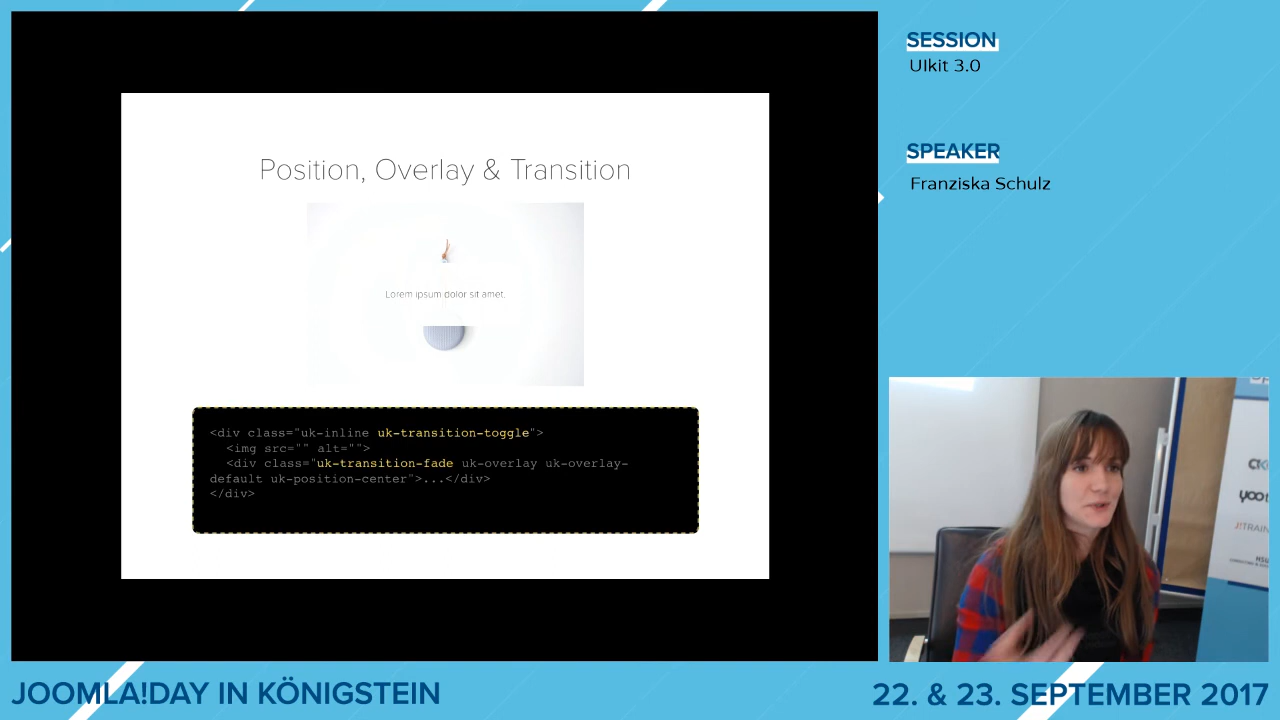 SESSION
UIkit 3.0
SPEAKER
Franziska Schulz
Position, Overlay & Transition
Lorem ipsum dolor sit amet.
<div class="uk-inline uk-transition-toggle">
<img src="" alt="">
<div class="uk-transition-fade uk-overlay uk-overlay-
default uk-position-center">...</div>
</div>
JOOMLA!DAY IN KÖNIGSTEIN
22. & 23. SEPTEMBER 2017